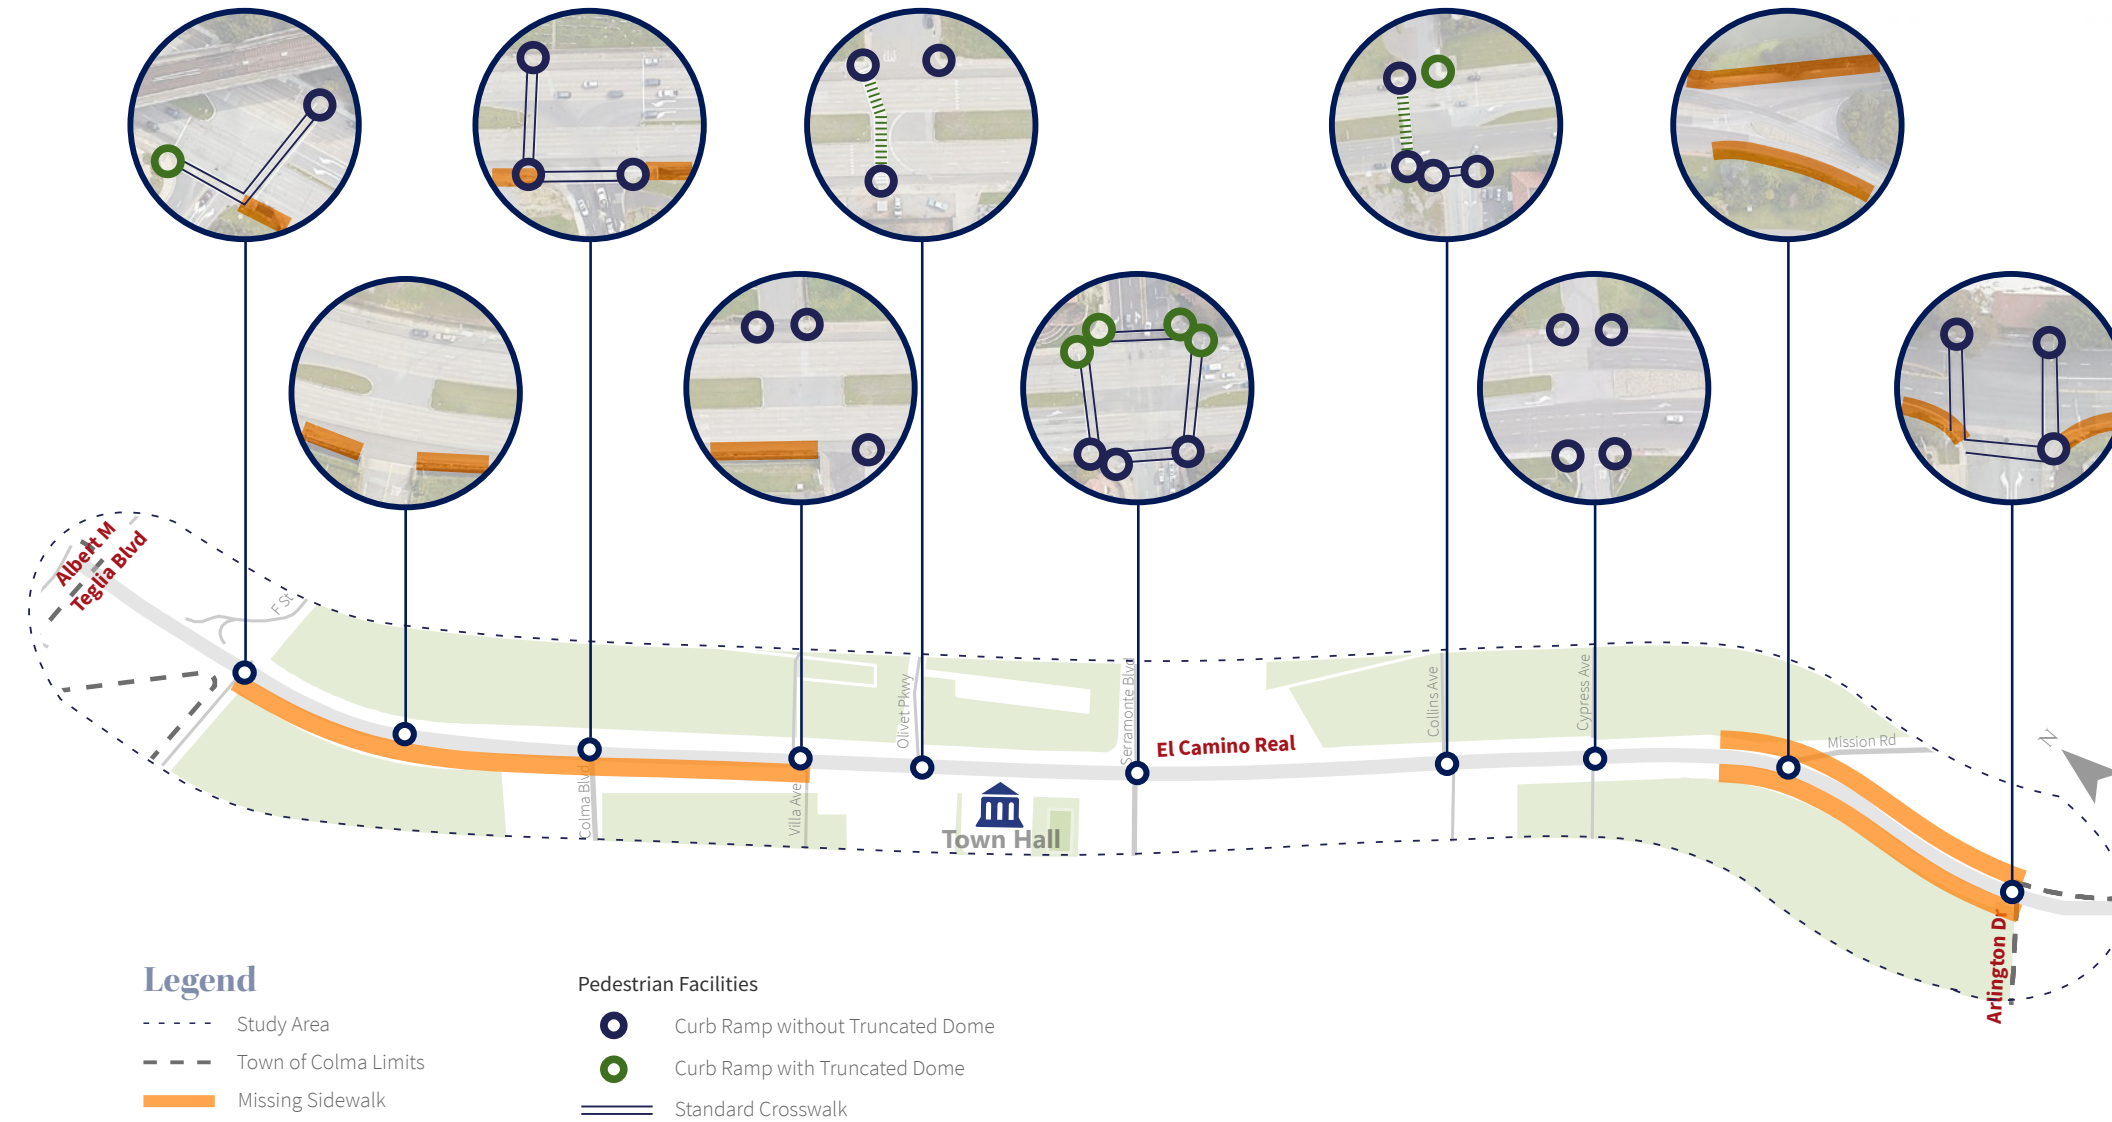 Albert M
Teglia Blvd
F St
Colma Blvd
Villa Ave
Olivet Pkwy
Serramonte Blvd
El Camino Real
Town Hall
Collins Ave
Cypress Ave
Mission Rd
N
Arlington Dr
Legend
Study Area
Town of Colma Limits
Missing Sidewalk
Pedestrian Facilities
Curb Ramp without Truncated Dome
Curb Ramp with Truncated Dome
Standard Crosswalk